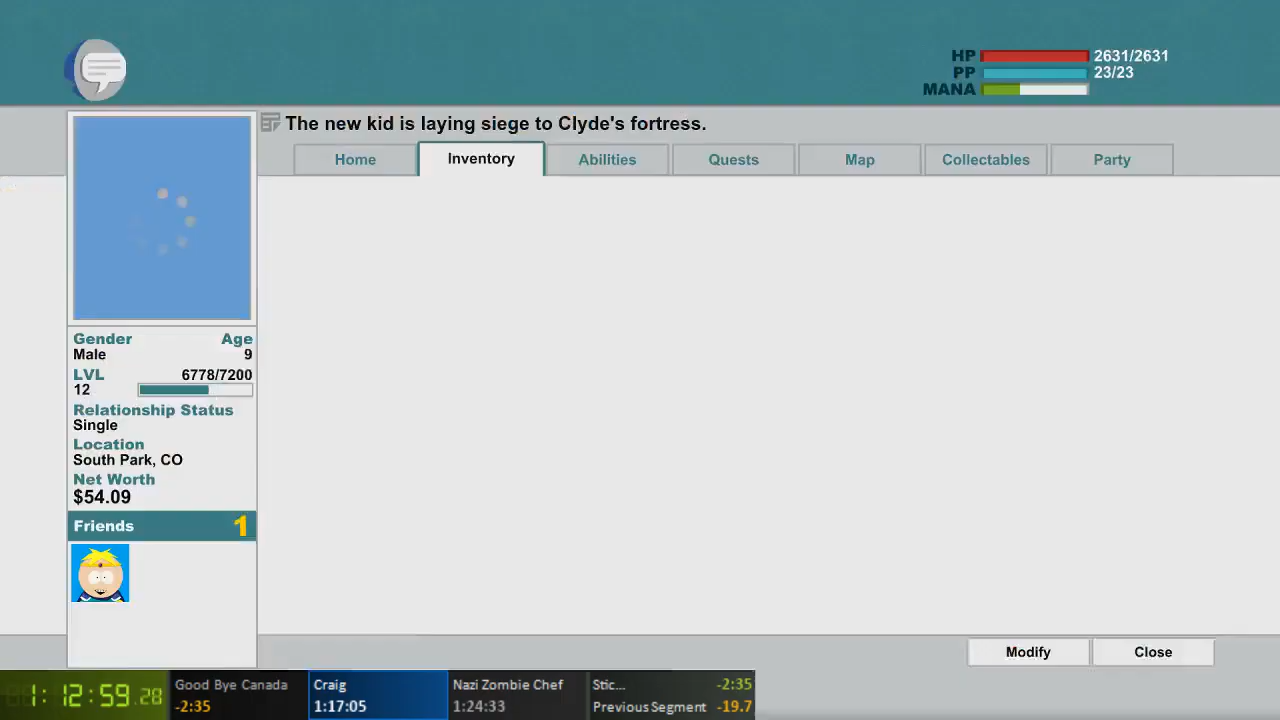 HP 2631/2631
PP 23/23
MANA
The new kid is laying siege to Clyde's fortress.
Home Inventory Abilities Quests Map Collectables Party
Gender Age
Male 9
LVL 6778/7200
12
Relationship Status
Single
Location
South Park, CO
Net Worth
$54.09
Friends 1
Modify Close
1:12:59.28
Good Bye Canada
-2:35
Craig
1:17:05
Nazi Zombie Chef
1:24:33
Stic... -2:35
Previous Segment -19.7